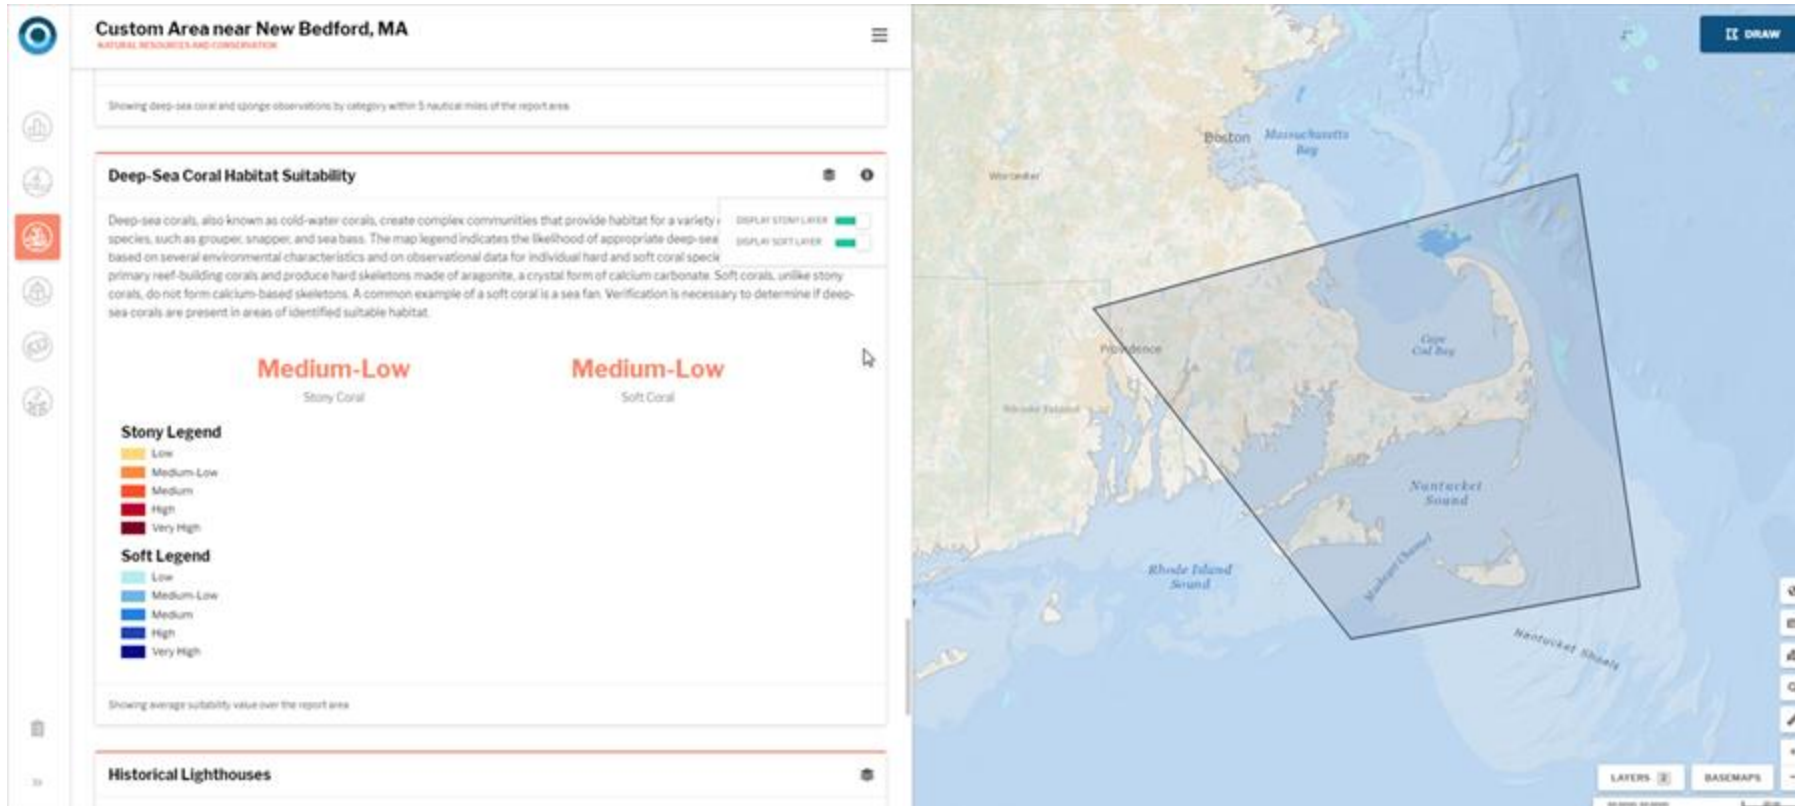 Custom Area near New Bedford, MA
NATURAL RESOURCES AND CONSERVATION
Showing deep-sea coral and sponge observations by category within 5 nautical miles of the report area
Deep-Sea Coral Habitat Suitability
DISPLAY STONY LAYER
DISPLAY SOFT LAYER
Deep-sea corals, also known as cold-water corals, create complex communities that provide habitat for a variety
species, such as grouper, snapper, and sea bass. The map legend indicates the likelihood of appropriate deep-sea
based on several environmental characteristics and on observational data for individual hard and soft coral specie
primary reef-building corals and produce hard skeletons made of aragonite, a crystal form of calcium carbonate. Soft corals, unlike stony
corals, do not form calcium-based skeletons. A common example of a soft coral is a sea fan. Verification is necessary to determine if deep-
sea corals are present in areas of identified suitable habitat.
Medium-Low
Stony Coral
Medium-Low
Soft Coral
Stony Legend
Low
Medium-Low
Medium
High
Very High
Soft Legend
Low
Medium-Low
Medium
High
Very High
Showing average suitability value over the report area
Historical Lighthouses
DRAW
Boston
Massachusetts
Bay
Worcester
Providence
Cape
Cod Bay
Rhode Island
Nantucket
Sound
Muskeget Channel
Rhode Island
Sound
Nantucket Shoals
LAYERS 2
BASEMAPS